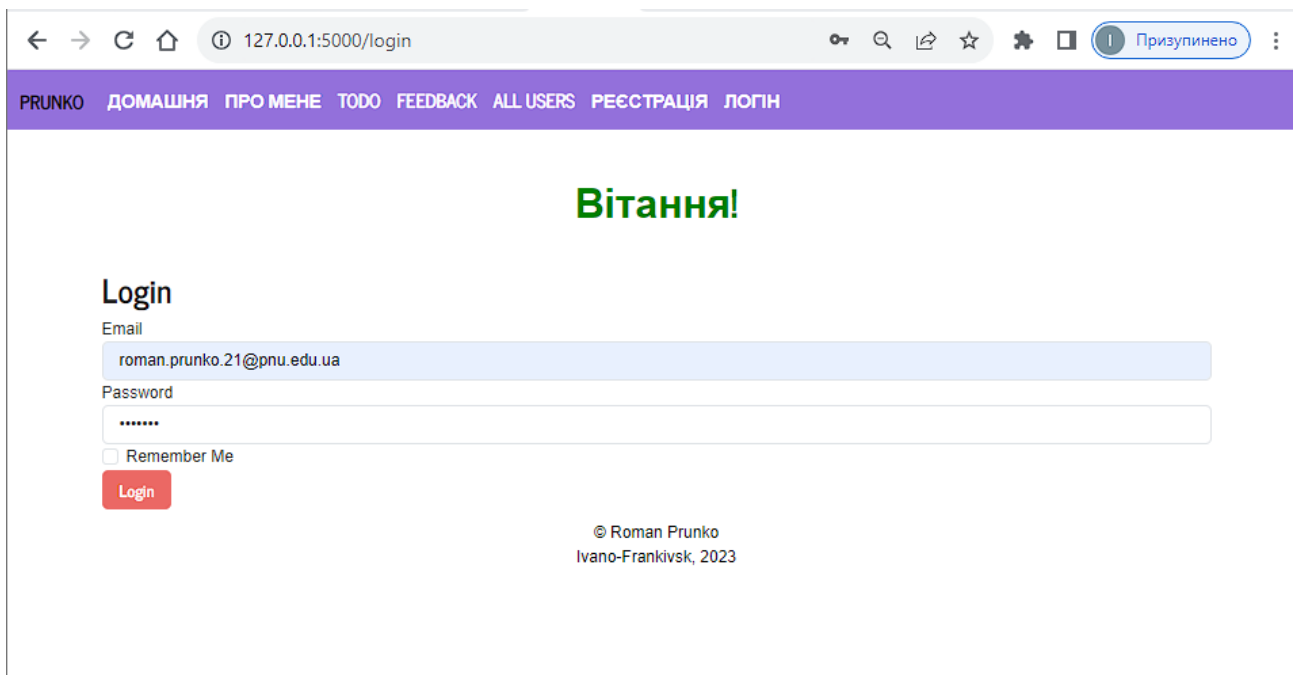 127.0.0.1:5000/login
І Призупинено
PRUNKO ДОМАШНЯ ПРО МЕНЕ TODO FEEDBACK ALL USERS РЕЄСТРАЦІЯ ЛОГІН
Вітання!
Login
Email
roman.prunko.21@pnu.edu.ua
Password
•••••••
Remember Me
Login
© Roman Prunko
Ivano-Frankivsk, 2023